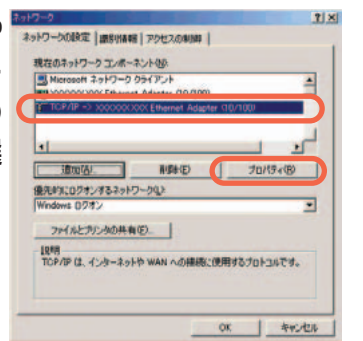 ネットワーク
ネットワークの設定 識別情報 アクセスの制御
現在のネットワーク コンポーネント(N):
Microsoft ネットワーク クライアント
XXXXXX XXX Ethernet Adapter (10/100)
TCP/IP -> XXXXXX XXX Ethernet Adapter (10/100)
追加(A)... 削除(E) プロパティ(R)
優先的にログオンするネットワーク(L):
Windows ログオン
ファイルとプリンタの共有(F)...
説明
TCP/IP は、インターネットや WAN への接続に使用するプロトコルです。
OK キャンセル